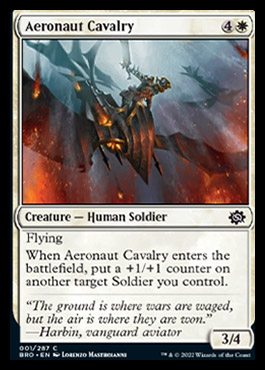 Aeronaut Cavalry 4
Creature — Human Soldier
Flying
When Aeronaut Cavalry enters the
battlefield, put a +1/+1 counter on
another target Soldier you control.
“The ground is where wars are waged,
but the air is where they are won.”
—Harbin, vanguard aviator
3/4
001/287 C
BRO • EN LORENZO MASTROIANNI ™ & © 2022 Wizards of the Coast